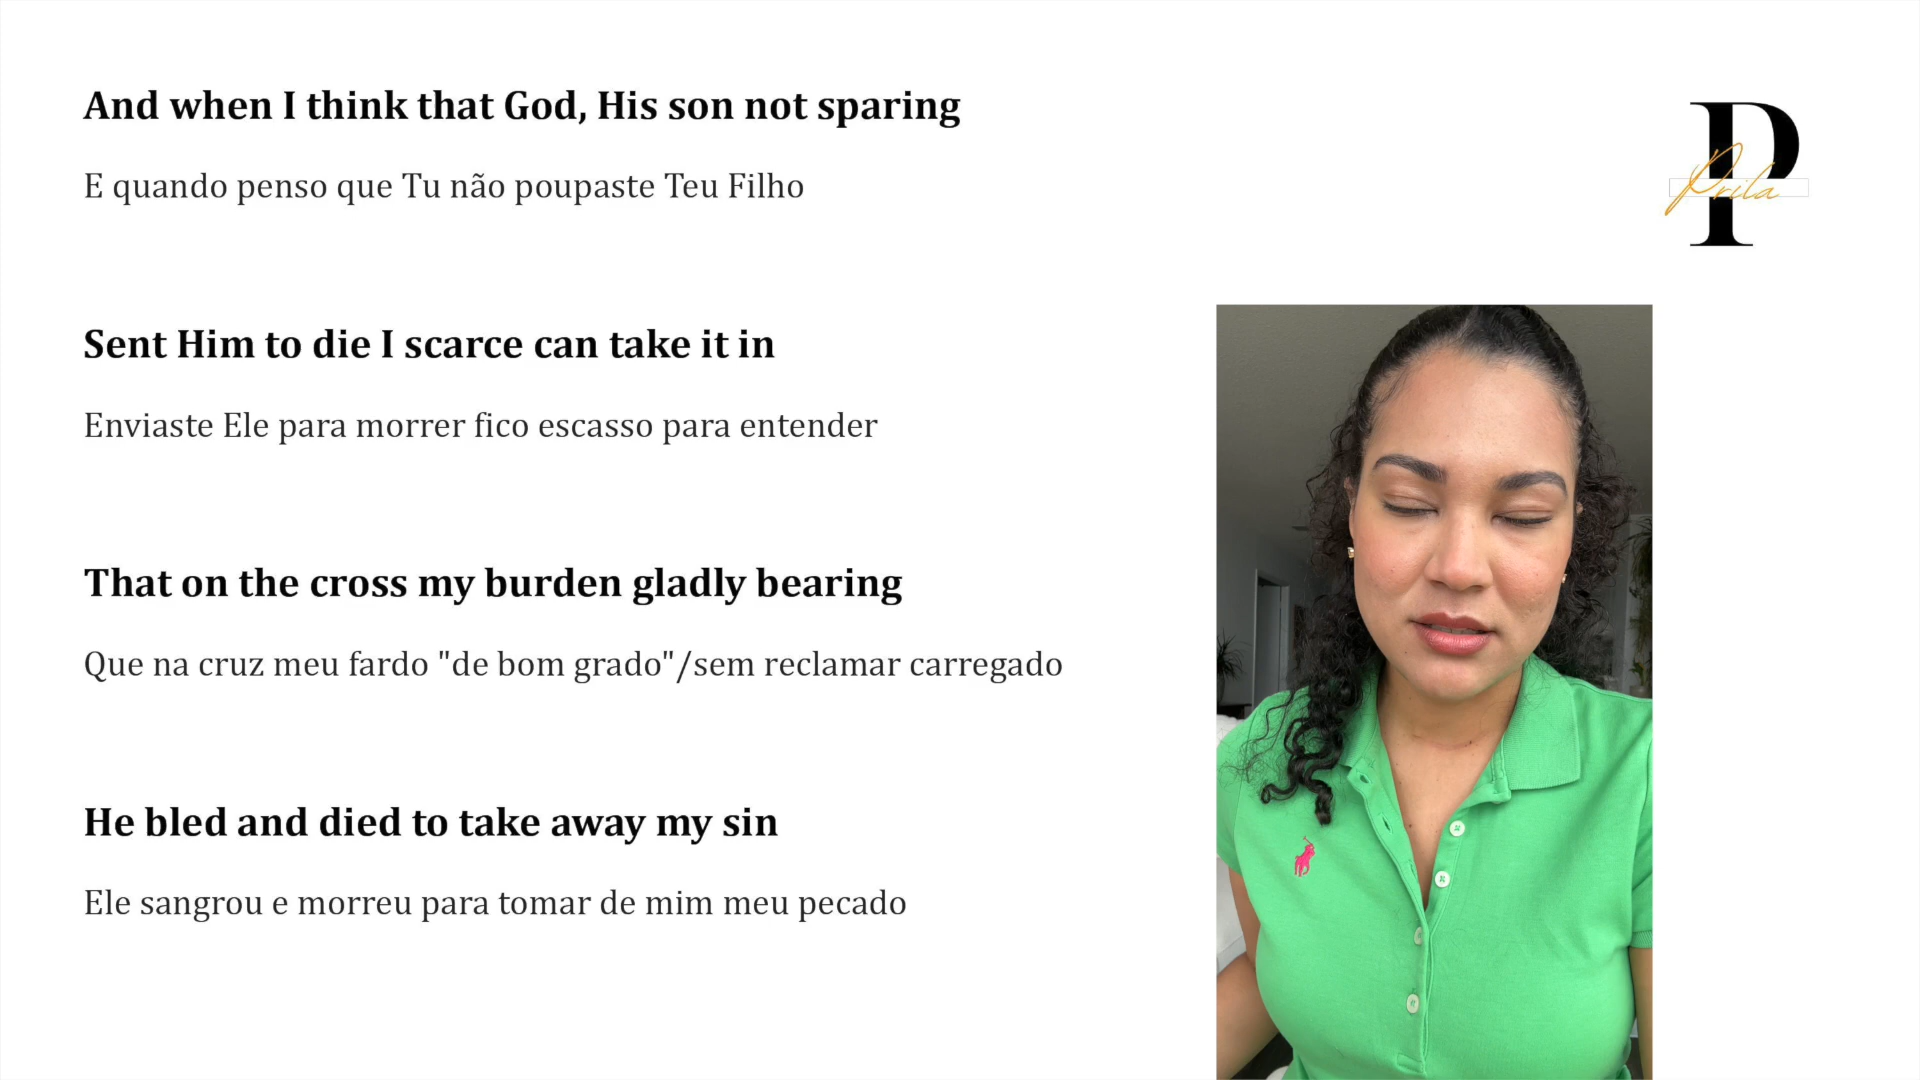 And when I think that God, His son not sparing
E quando penso que Tu não poupaste Teu Filho
Sent Him to die I scarce can take it in
Enviaste Ele para morrer fico escasso para entender
That on the cross my burden gladly bearing
Que na cruz meu fardo "de bom grado"/sem reclamar carregado
He bled and died to take away my sin
Ele sangrou e morreu para tomar de mim meu pecado
P
Prila